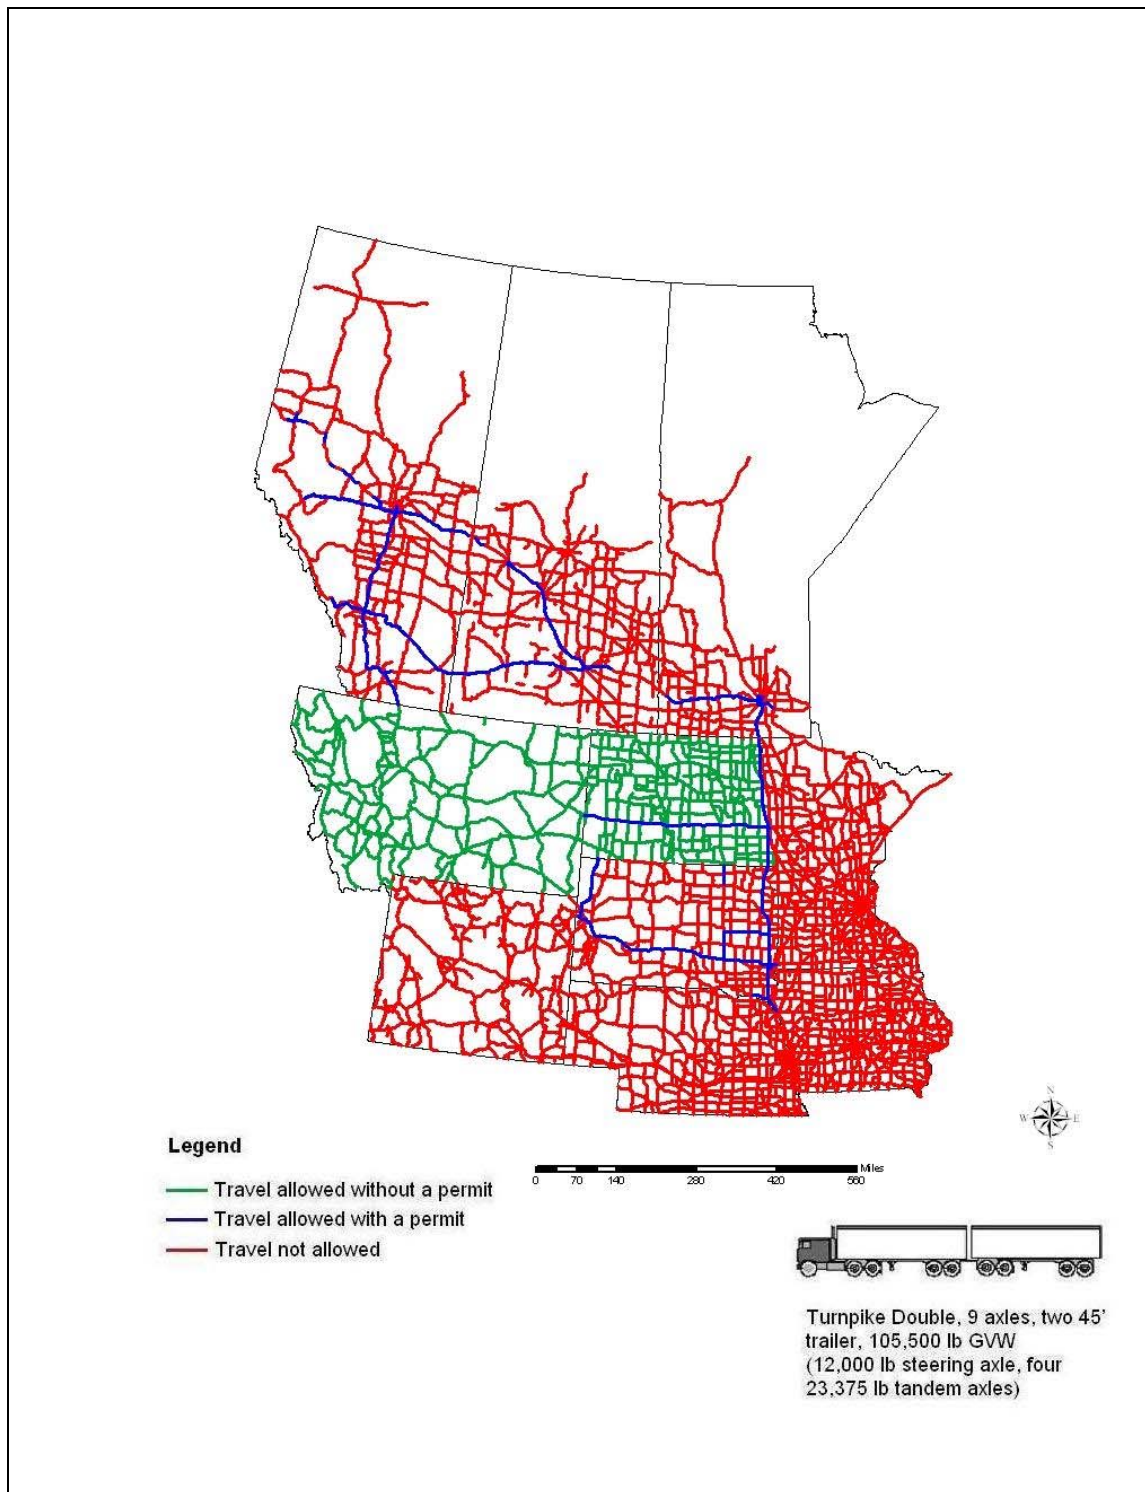 N
W E
S
Legend
Travel allowed without a permit
Travel allowed with a permit
Travel not allowed
Miles
0 70 140 280 420 560
Turnpike Double, 9 axles, two 45'
trailer, 105,500 lb GVW
(12,000 lb steering axle, four
23,375 lb tandem axles)